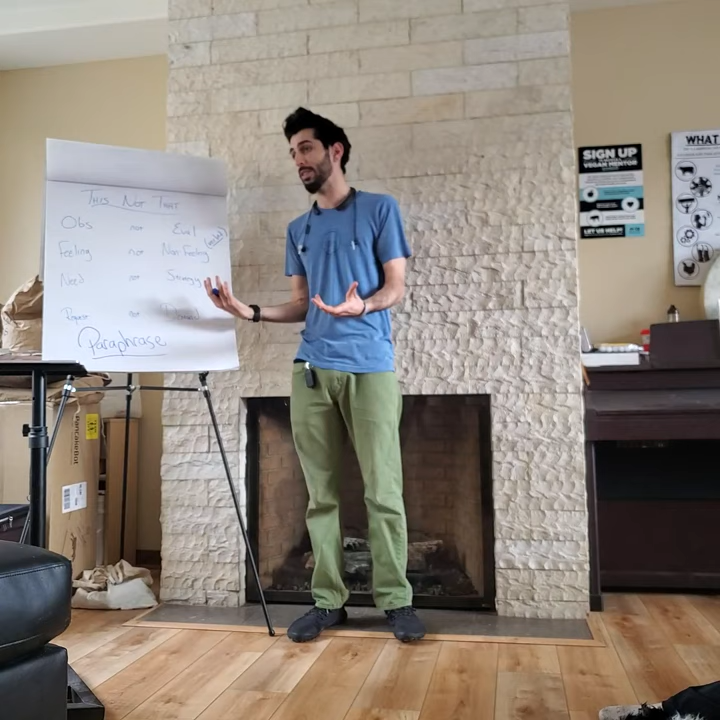 THIS NOT THAT
Obs not Eval
Feeling not Non Feeling
Need not Strategy
not
Paraphrase
SIGN UP
VEGAN MENTOR
LET US HELP!
WHAT
PancakeBot